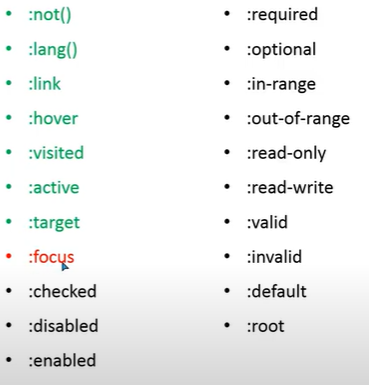 • :not()
• :lang()
• :link
• :hover
• :visited
• :active
• :target
• :focus
• :checked
• :disabled
• :enabled
• :required
• :optional
• :in-range
• :out-of-range
• :read-only
• :read-write
• :valid
• :invalid
• :default
• :root